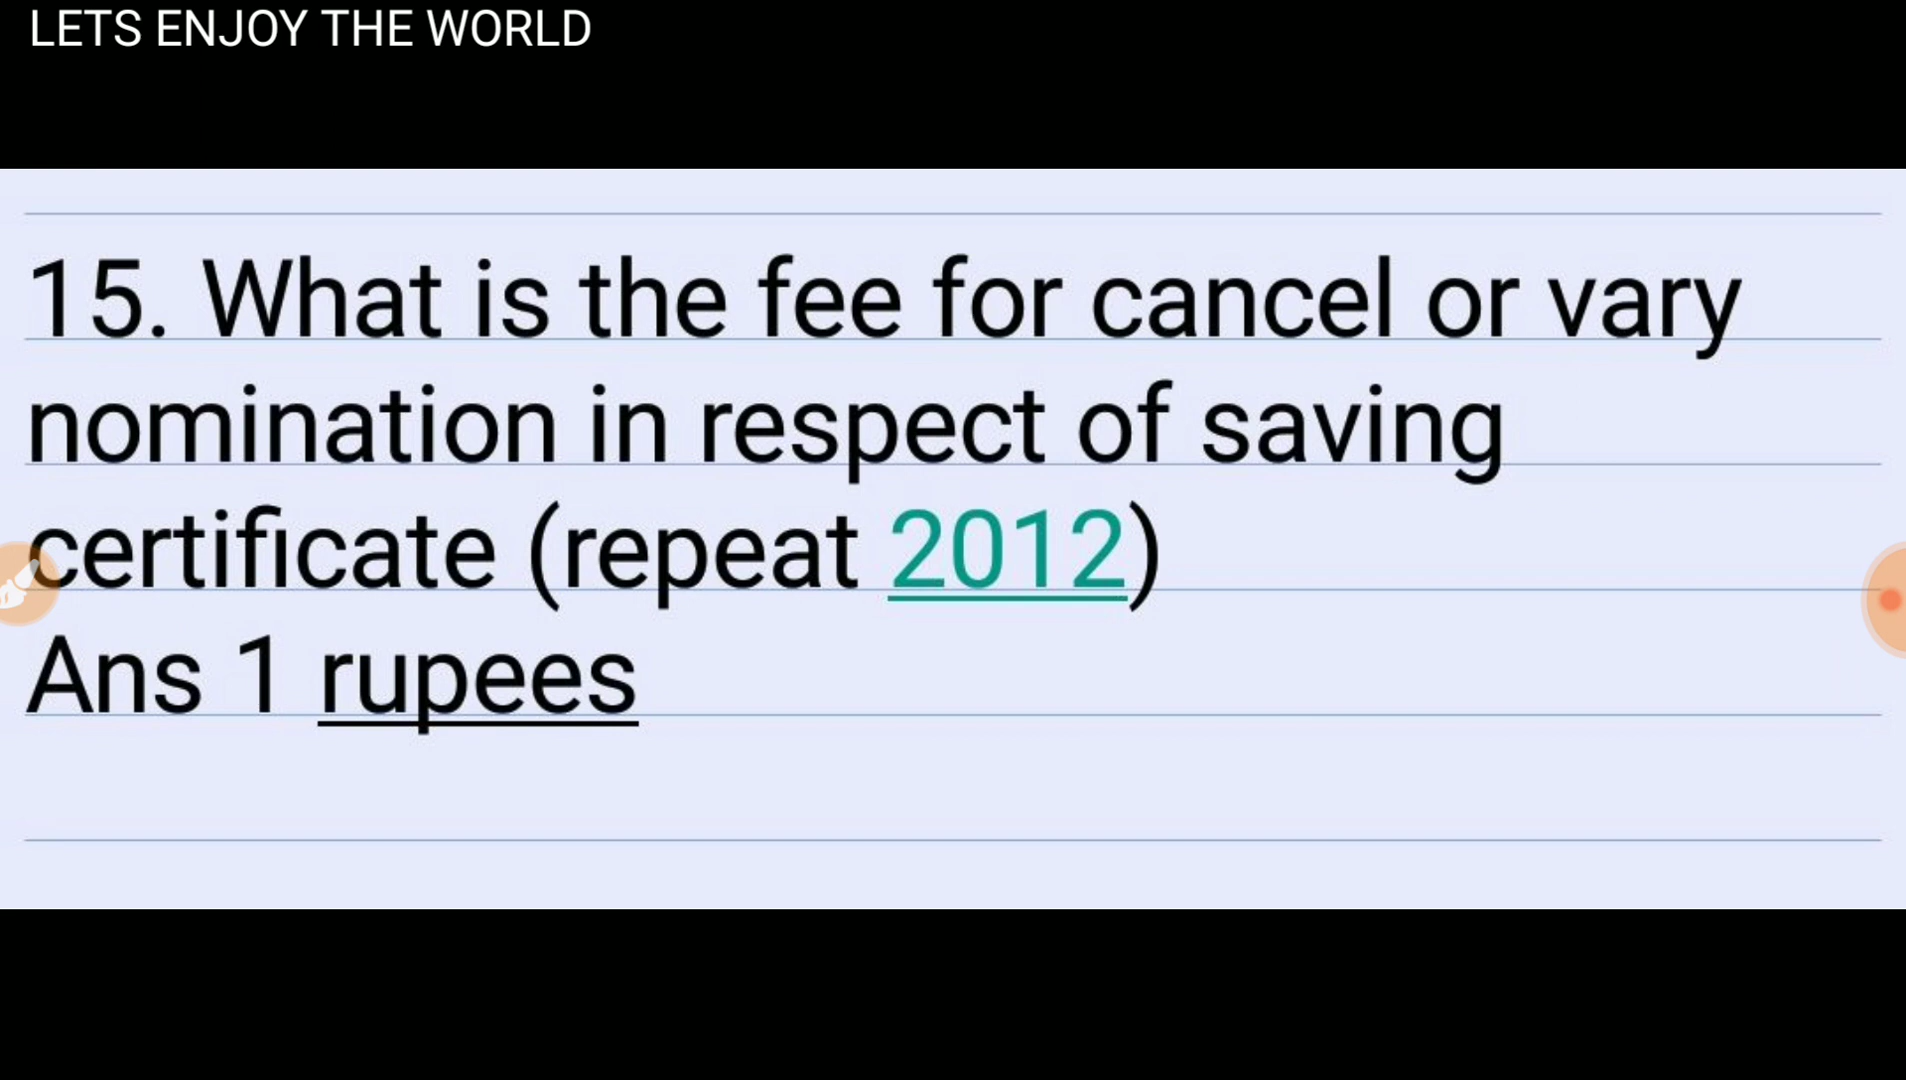 LETS ENJOY THE WORLD
15. What is the fee for cancel or vary
nomination in respect of saving
certificate (repeat 2012)
Ans 1 rupees